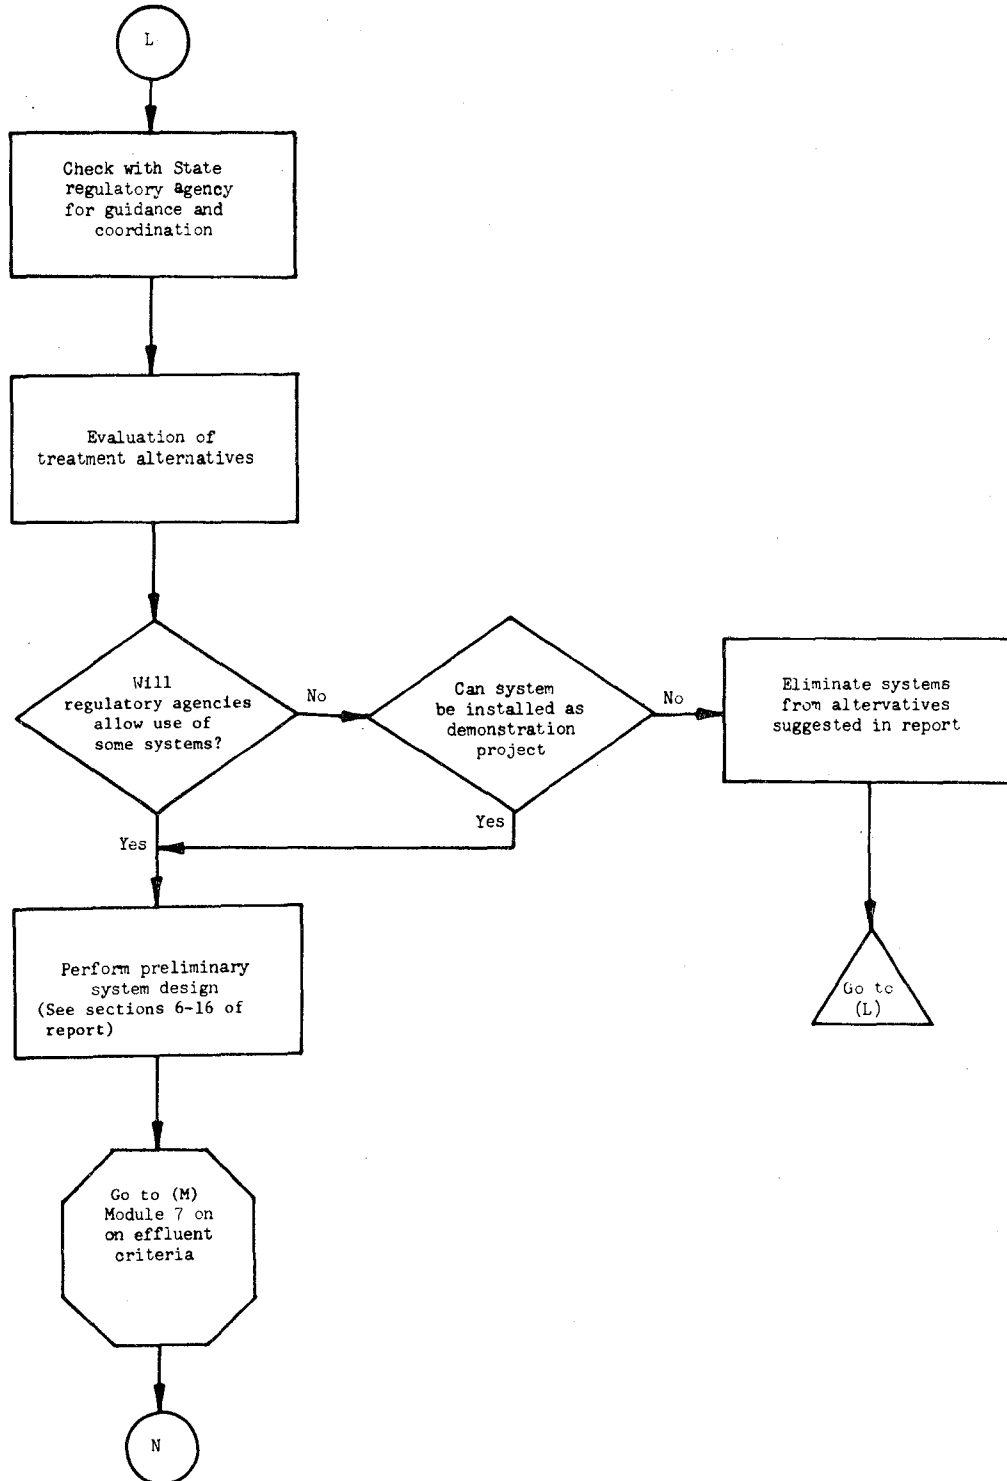 L
Check with State
regulatory agency
for guidance and
coordination
Evaluation of
treatment alternatives
Will
regulatory agencies
allow use of
some systems?
No
Can system
be installed as
demonstration
project
No
Eliminate systems
from altervatives
suggested in report
Yes
Yes
Perform preliminary
system design
(See sections 6-16 of
report)
Go to
(L)
Go to (M)
Module 7 on
on effluent
criteria
N